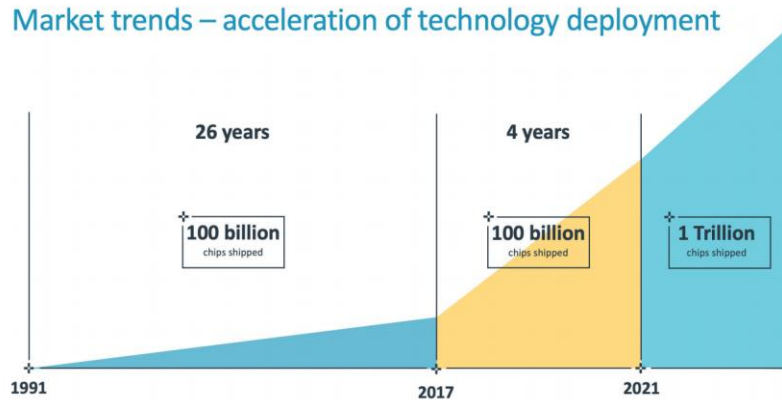 Market trends – acceleration of technology deployment
26 years
4 years
100 billion
chips shipped
100 billion
chips shipped
1 Trillion
chips shipped
1991
2017
2021